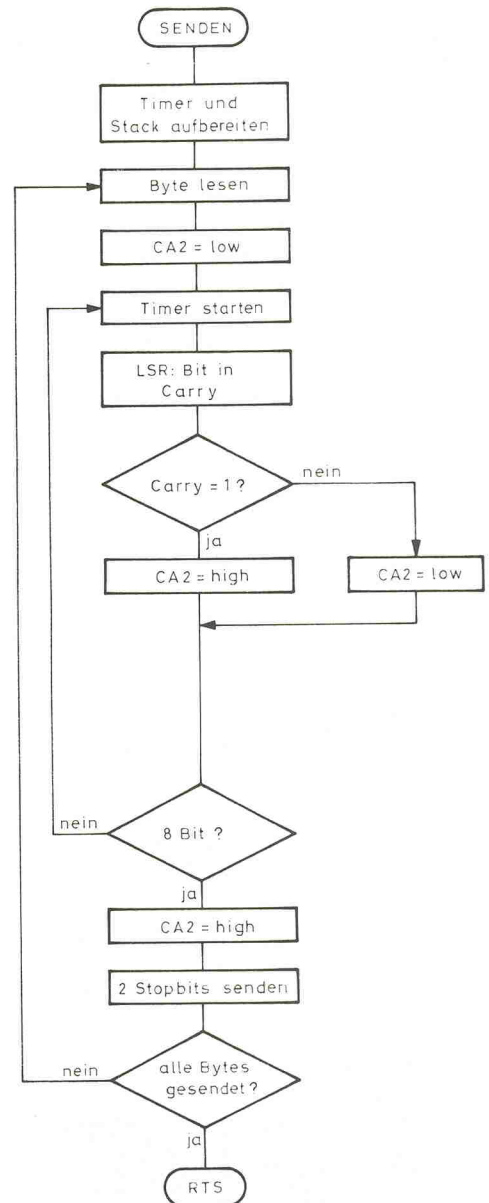 SENDEN
Timer und
Stack aufbereiten
Byte lesen
CA2 = low
Timer starten
LSR: Bit in
Carry
Carry = 1 ?
nein
ja
CA2 = high
CA2 = low
8 Bit ?
nein
ja
CA2 = high
2 Stopbits senden
alle Bytes
gesendet ?
nein
ja
RTS